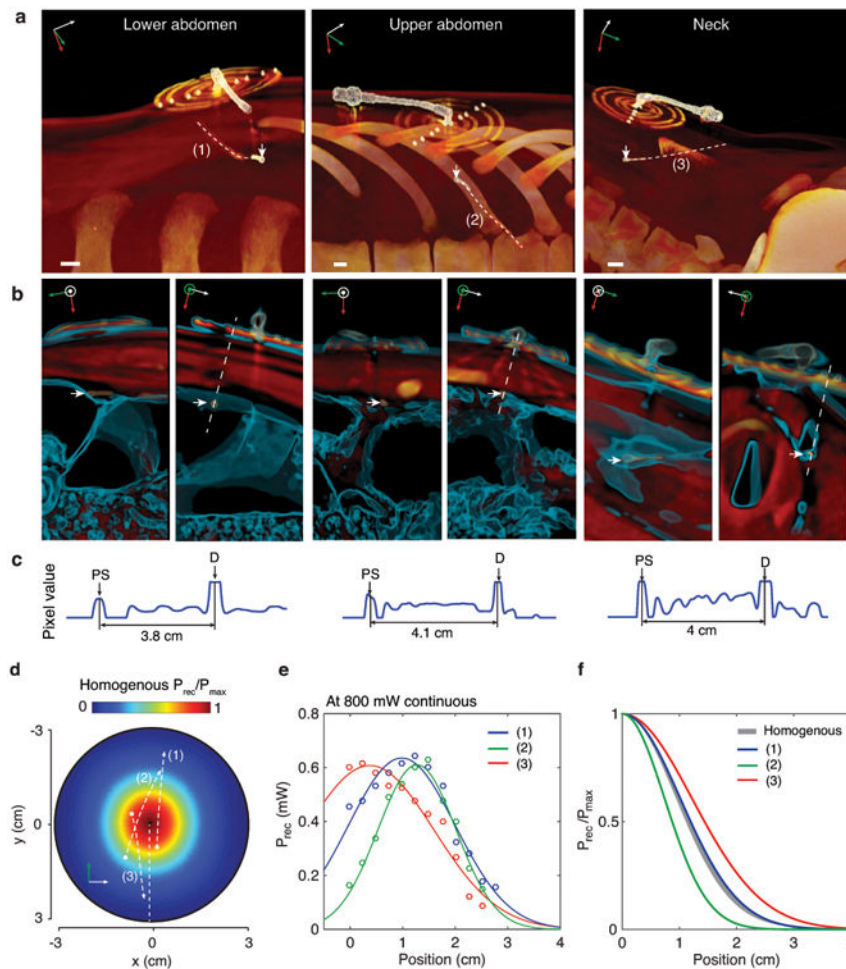 a
Lower abdomen
Upper abdomen
Neck
(1)
(2)
(3)
b
c
Pixel value
PS
D
3.8 cm
PS
D
4.1 cm
PS
D
4 cm
d
Homogenous P_rec/P_max
0
1
-3
0
3
y (cm)
(1)
(2)
(3)
-3
0
3
x (cm)
e
At 800 mW continuous
0.8
0.6
0.4
0.2
0
P_rec (mW)
(1)
(2)
(3)
0
1
2
3
4
Position (cm)
f
1
0.5
0
P_rec/P_max
Homogenous
(1)
(2)
(3)
0
1
2
3
Position (cm)